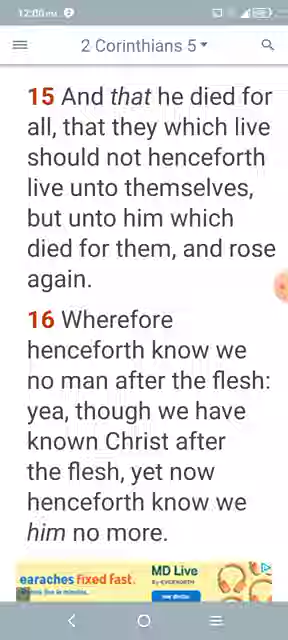 12:00 PM
2 Corinthians 5
15 And that he died for
all, that they which live
should not henceforth
live unto themselves,
but unto him which
died for them, and rose
again.
16 Wherefore
henceforth know we
no man after the flesh:
yea, though we have
known Christ after
the flesh, yet now
henceforth know we
him no more.
earaches fixed fast.
MD Live